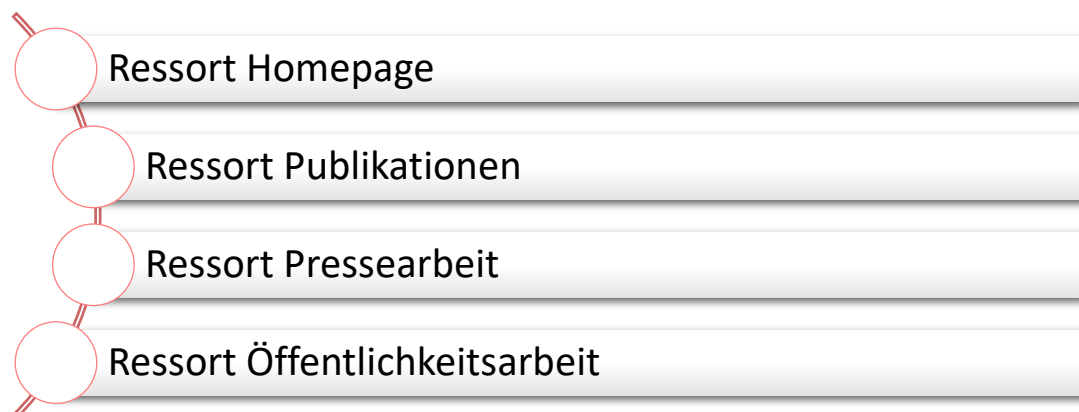 Ressort Homepage
Ressort Publikationen
Ressort Pressearbeit
Ressort Öffentlichkeitsarbeit